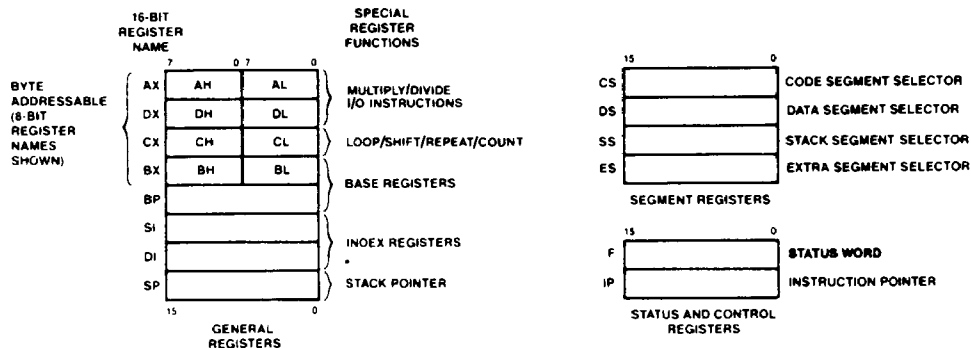 16-BIT
REGISTER
NAME
SPECIAL
REGISTER
FUNCTIONS
7 0 7 0
BYTE
ADDRESSABLE
(8-BIT
REGISTER
NAMES
SHOWN)
AX AH AL
DX DH DL
MULTIPLY/DIVIDE
I/O INSTRUCTIONS
CX CH CL LOOP/SHIFT/REPEAT/COUNT
BX BH BL
BP
BASE REGISTERS
SI
DI
INDEX REGISTERS
SP STACK POINTER
15 0
GENERAL
REGISTERS
15 0
CS CODE SEGMENT SELECTOR
DS DATA SEGMENT SELECTOR
SS STACK SEGMENT SELECTOR
ES EXTRA SEGMENT SELECTOR
SEGMENT REGISTERS
15 0
F STATUS WORD
IP INSTRUCTION POINTER
STATUS AND CONTROL
REGISTERS